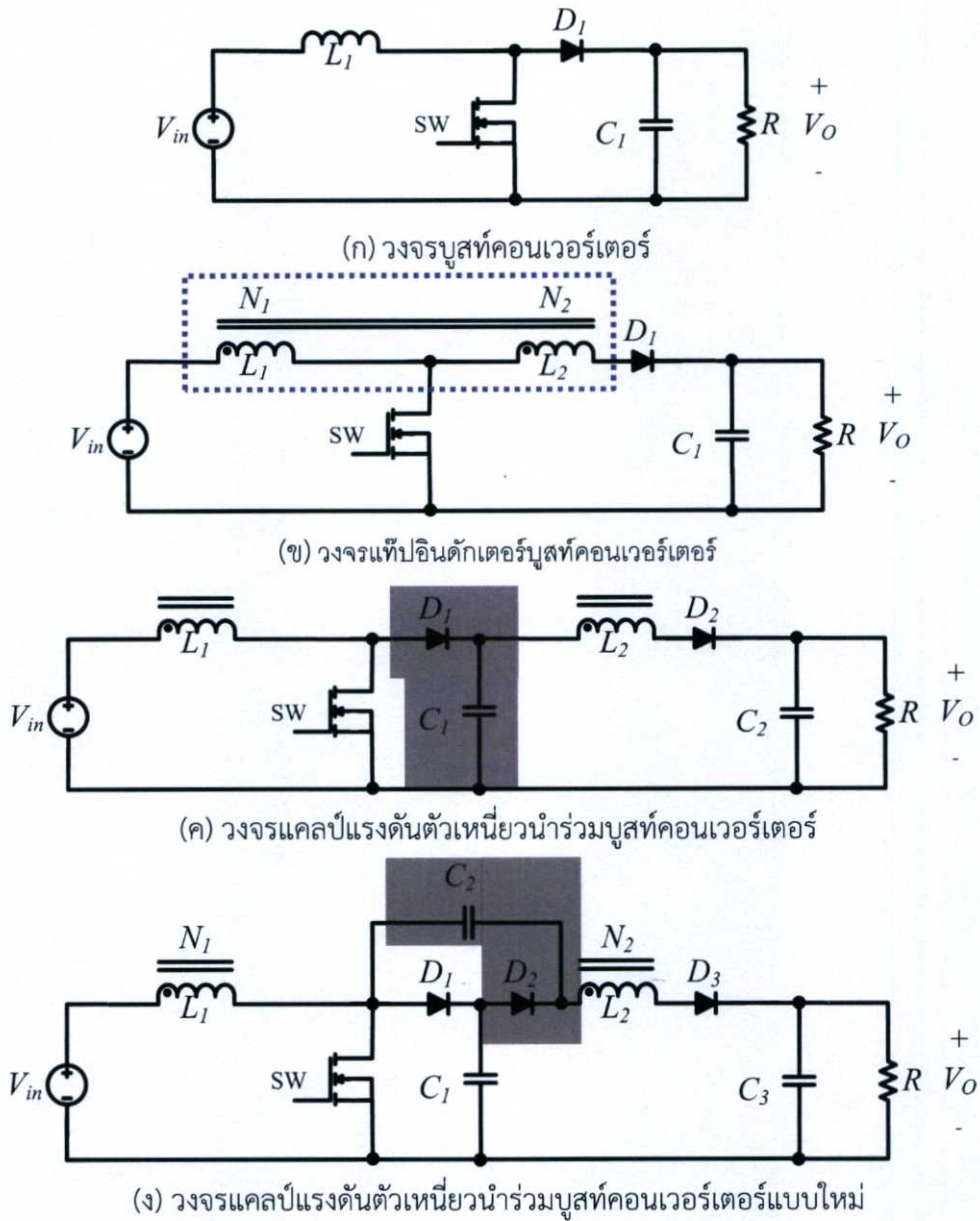 L1 D1
Vin SW C1 R + VO -
(ก) วงจรบูสท์คอนเวอร์เตอร์
N1 N2
L1 L2 D1
Vin SW C1 R + VO -
(ข) วงจรแท๊ปอินดักเตอร์บูสท์คอนเวอร์เตอร์
L1 D1 L2 D2
Vin SW C1 C2 R + VO -
(ค) วงจรแคลป์แรงดันตัวเหนี่ยวนำร่วมบูสท์คอนเวอร์เตอร์
C2
N1 N2
L1 D1 D2 L2 D3
Vin SW C1 C3 R + VO -
(ง) วงจรแคลป์แรงดันตัวเหนี่ยวนำร่วมบูสท์คอนเวอร์เตอร์แบบใหม่